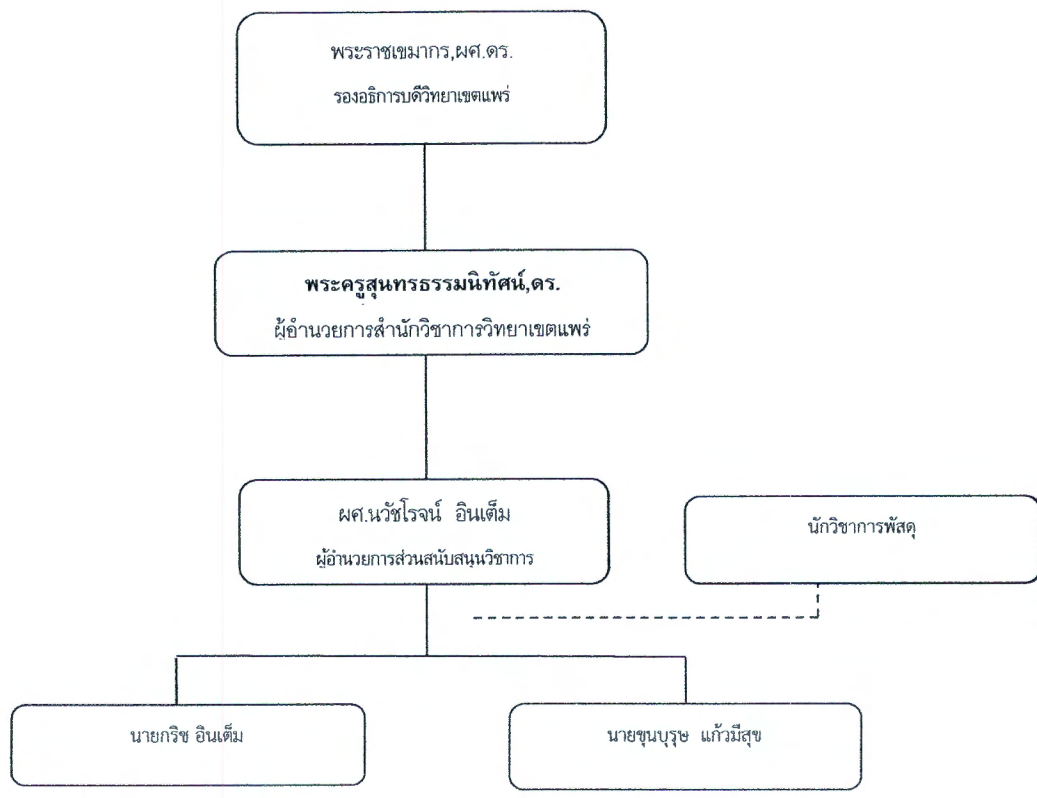 พระราชเขมากร,ผศ.ดร.
รองอธิการบดีวิทยาเขตแพร่
พระครูสุนทรธรรมนิทัศน์,ดร.
ผู้อำนวยการสำนักวิชาการวิทยาเขตแพร่
ผศ.นวัชโรจน์ อินเต็ม
ผู้อำนวยการส่วนสนับสนุนวิชาการ
นักวิชาการพัสดุ
นายกริช อินเต็ม
นายขุนบุรุษ แก้วมีสุข